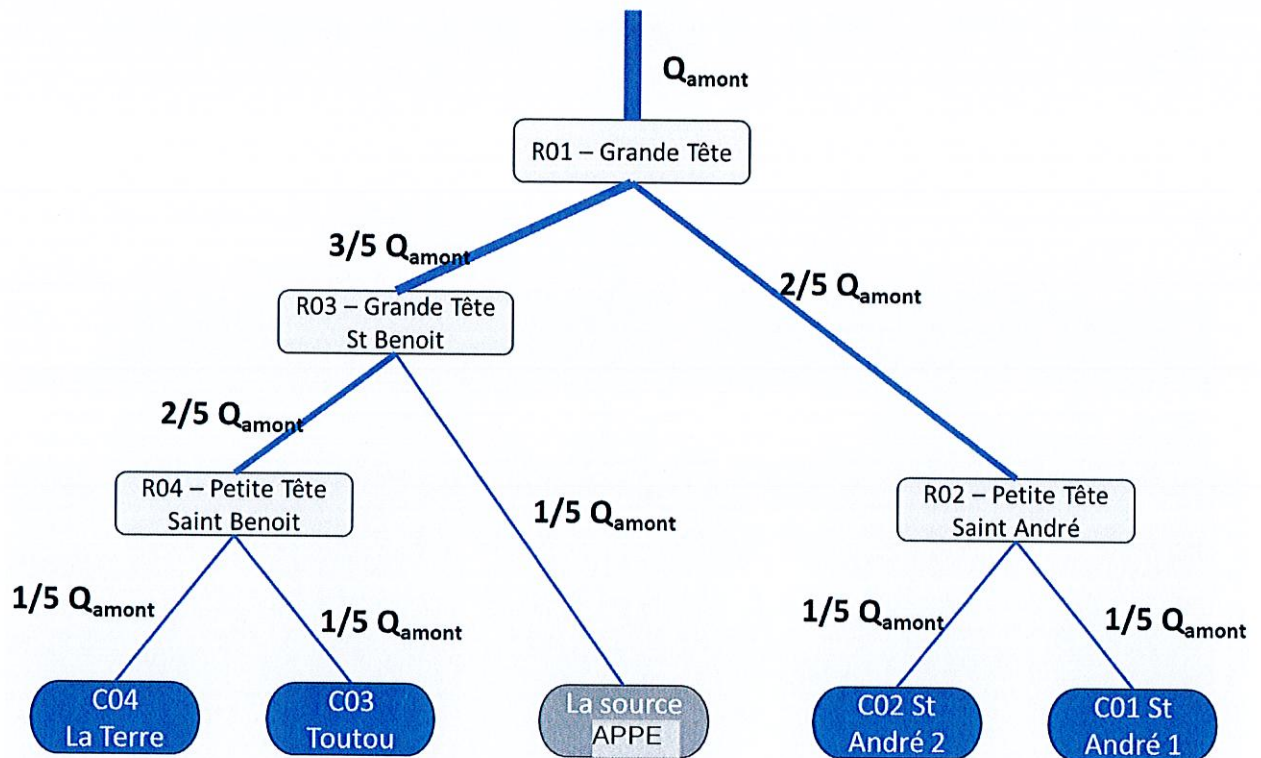 Qamont
R01 – Grande Tête
3/5 Qamont
2/5 Qamont
R03 – Grande Tête
St Benoit
2/5 Qamont
R04 – Petite Tête
Saint Benoit
1/5 Qamont
R02 – Petite Tête
Saint André
1/5 Qamont
1/5 Qamont
1/5 Qamont
1/5 Qamont
C04
La Terre
C03
Toutou
La source
APPE
C02 St
André 2
C01 St
André 1